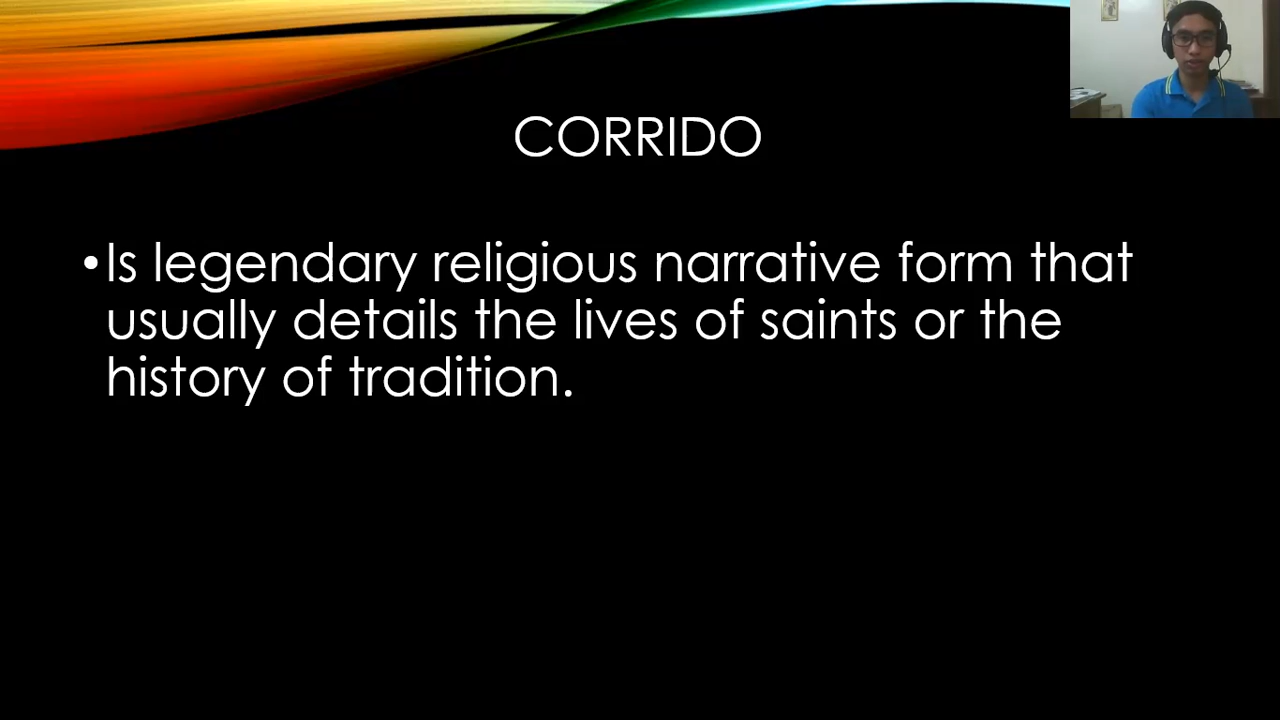 CORRIDO
•Is legendary religious narrative form that
usually details the lives of saints or the
history of tradition.